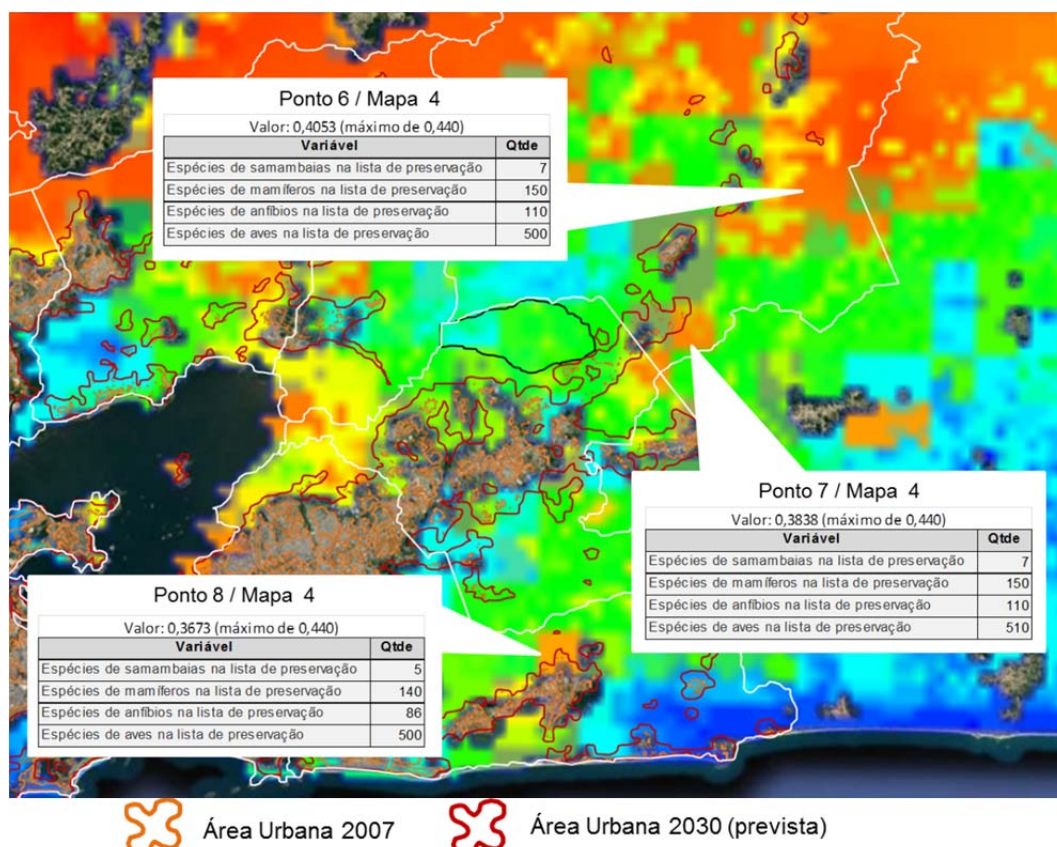 Ponto 6 / Mapa 4
Valor: 0,4053 (máximo de 0,440)
Variável Qtde
Espécies de samambaias na lista de preservação 7
Espécies de mamíferos na lista de preservação 150
Espécies de anfíbios na lista de preservação 110
Espécies de aves na lista de preservação 500
Ponto 7 / Mapa 4
Valor: 0,3838 (máximo de 0,440)
Variável Qtde
Espécies de samambaias na lista de preservação 7
Espécies de mamíferos na lista de preservação 150
Espécies de anfíbios na lista de preservação 110
Espécies de aves na lista de preservação 510
Ponto 8 / Mapa 4
Valor: 0,3673 (máximo de 0,440)
Variável Qtde
Espécies de samambaias na lista de preservação 5
Espécies de mamíferos na lista de preservação 140
Espécies de anfíbios na lista de preservação 86
Espécies de aves na lista de preservação 500
Área Urbana 2007 Área Urbana 2030 (prevista)